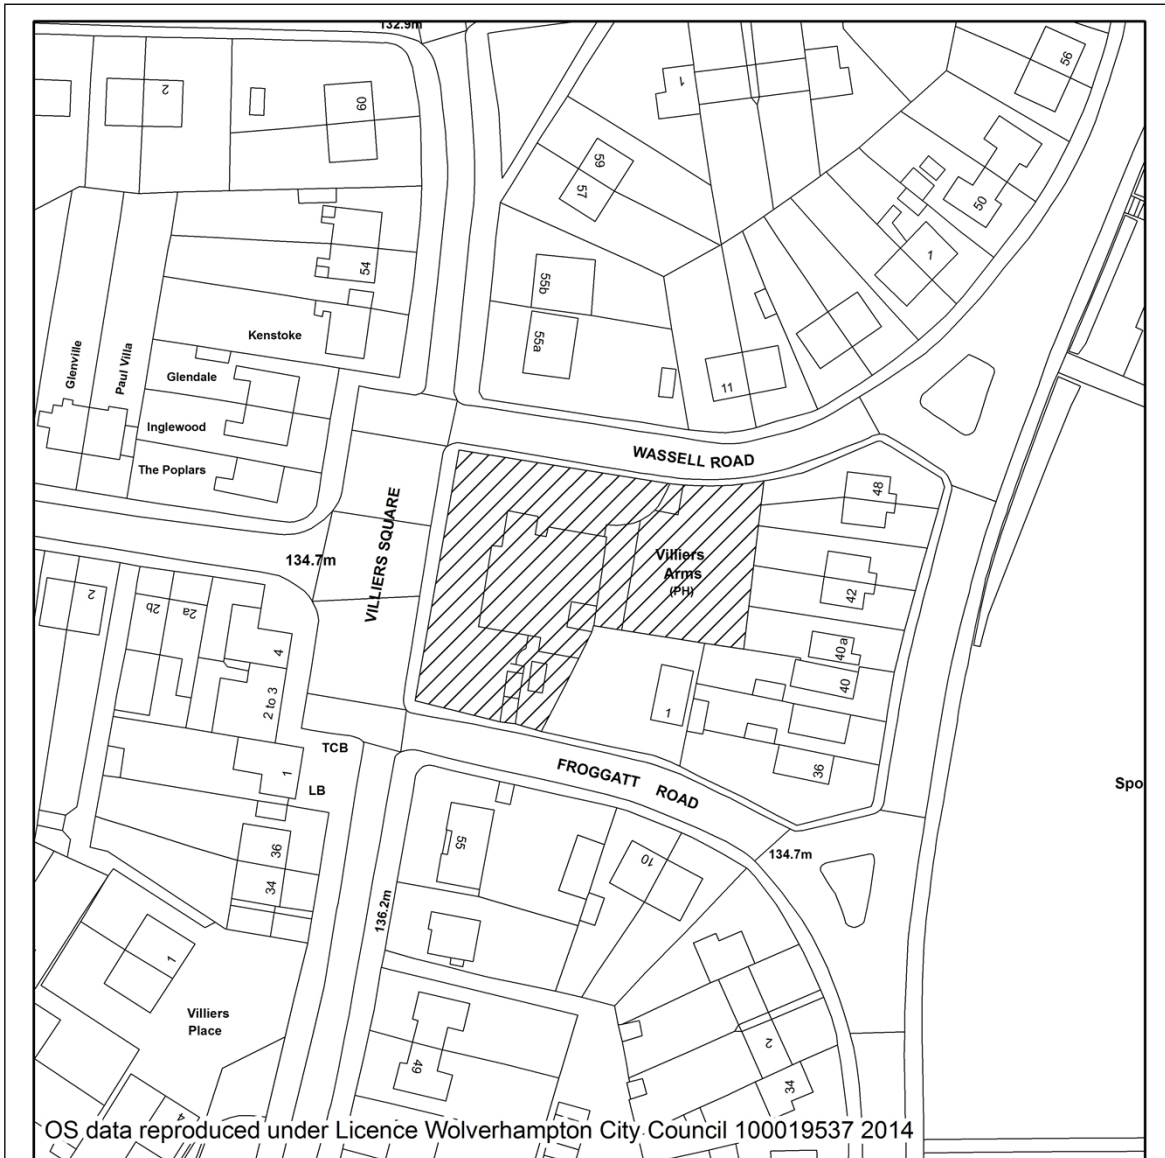 132.9m
2
60
1
56
59
57
50
54
1
55b
55a
Kenstoke
Glenville
Paul Villa
Glendale
11
Inglewood
The Poplars
WASSELL ROAD
48
VILLIERS SQUARE
134.7m
Villiers
Arms
(PH)
2
2b
2a
42
4
40a
40
2 to 3
1
TCB
1
FROGGATT ROAD
36
LB
Spo
55
36
10
134.7m
34
136.2m
1
Villiers
Place
2
49
34
4
OS data reproduced under Licence Wolverhampton City Council 100019537 2014